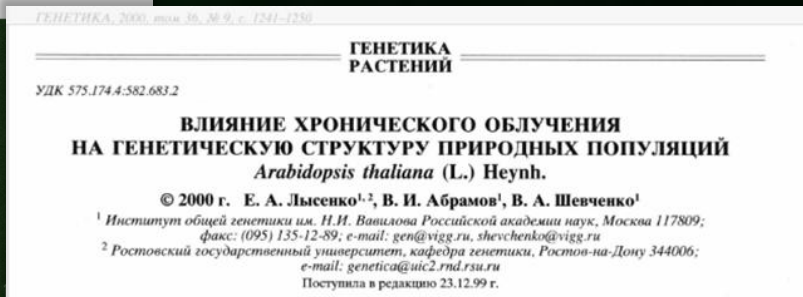 ГЕНЕТИКА, 2000, том 36, № 9, с. 1241–1250
ГЕНЕТИКА
РАСТЕНИЙ
УДК 575.174.4:582.683.2
ВЛИЯНИЕ ХРОНИЧЕСКОГО ОБЛУЧЕНИЯ
НА ГЕНЕТИЧЕСКУЮ СТРУКТУРУ ПРИРОДНЫХ ПОПУЛЯЦИЙ
Arabidopsis thaliana (L.) Heynh.
© 2000 г. Е. А. Лысенко¹,², В. И. Абрамов¹, В. А. Шевченко¹
¹ Институт общей генетики им. Н.И. Вавилова Российской академии наук, Москва 117809;
факс: (095) 135-12-89; e-mail: gen@vigg.ru, shevchenko@vigg.ru
² Ростовский государственный университет, кафедра генетики, Ростов-на-Дону 344006;
e-mail: genetica@uic2.rnd.rsu.ru
Поступила в редакцию 23.12.99 г.